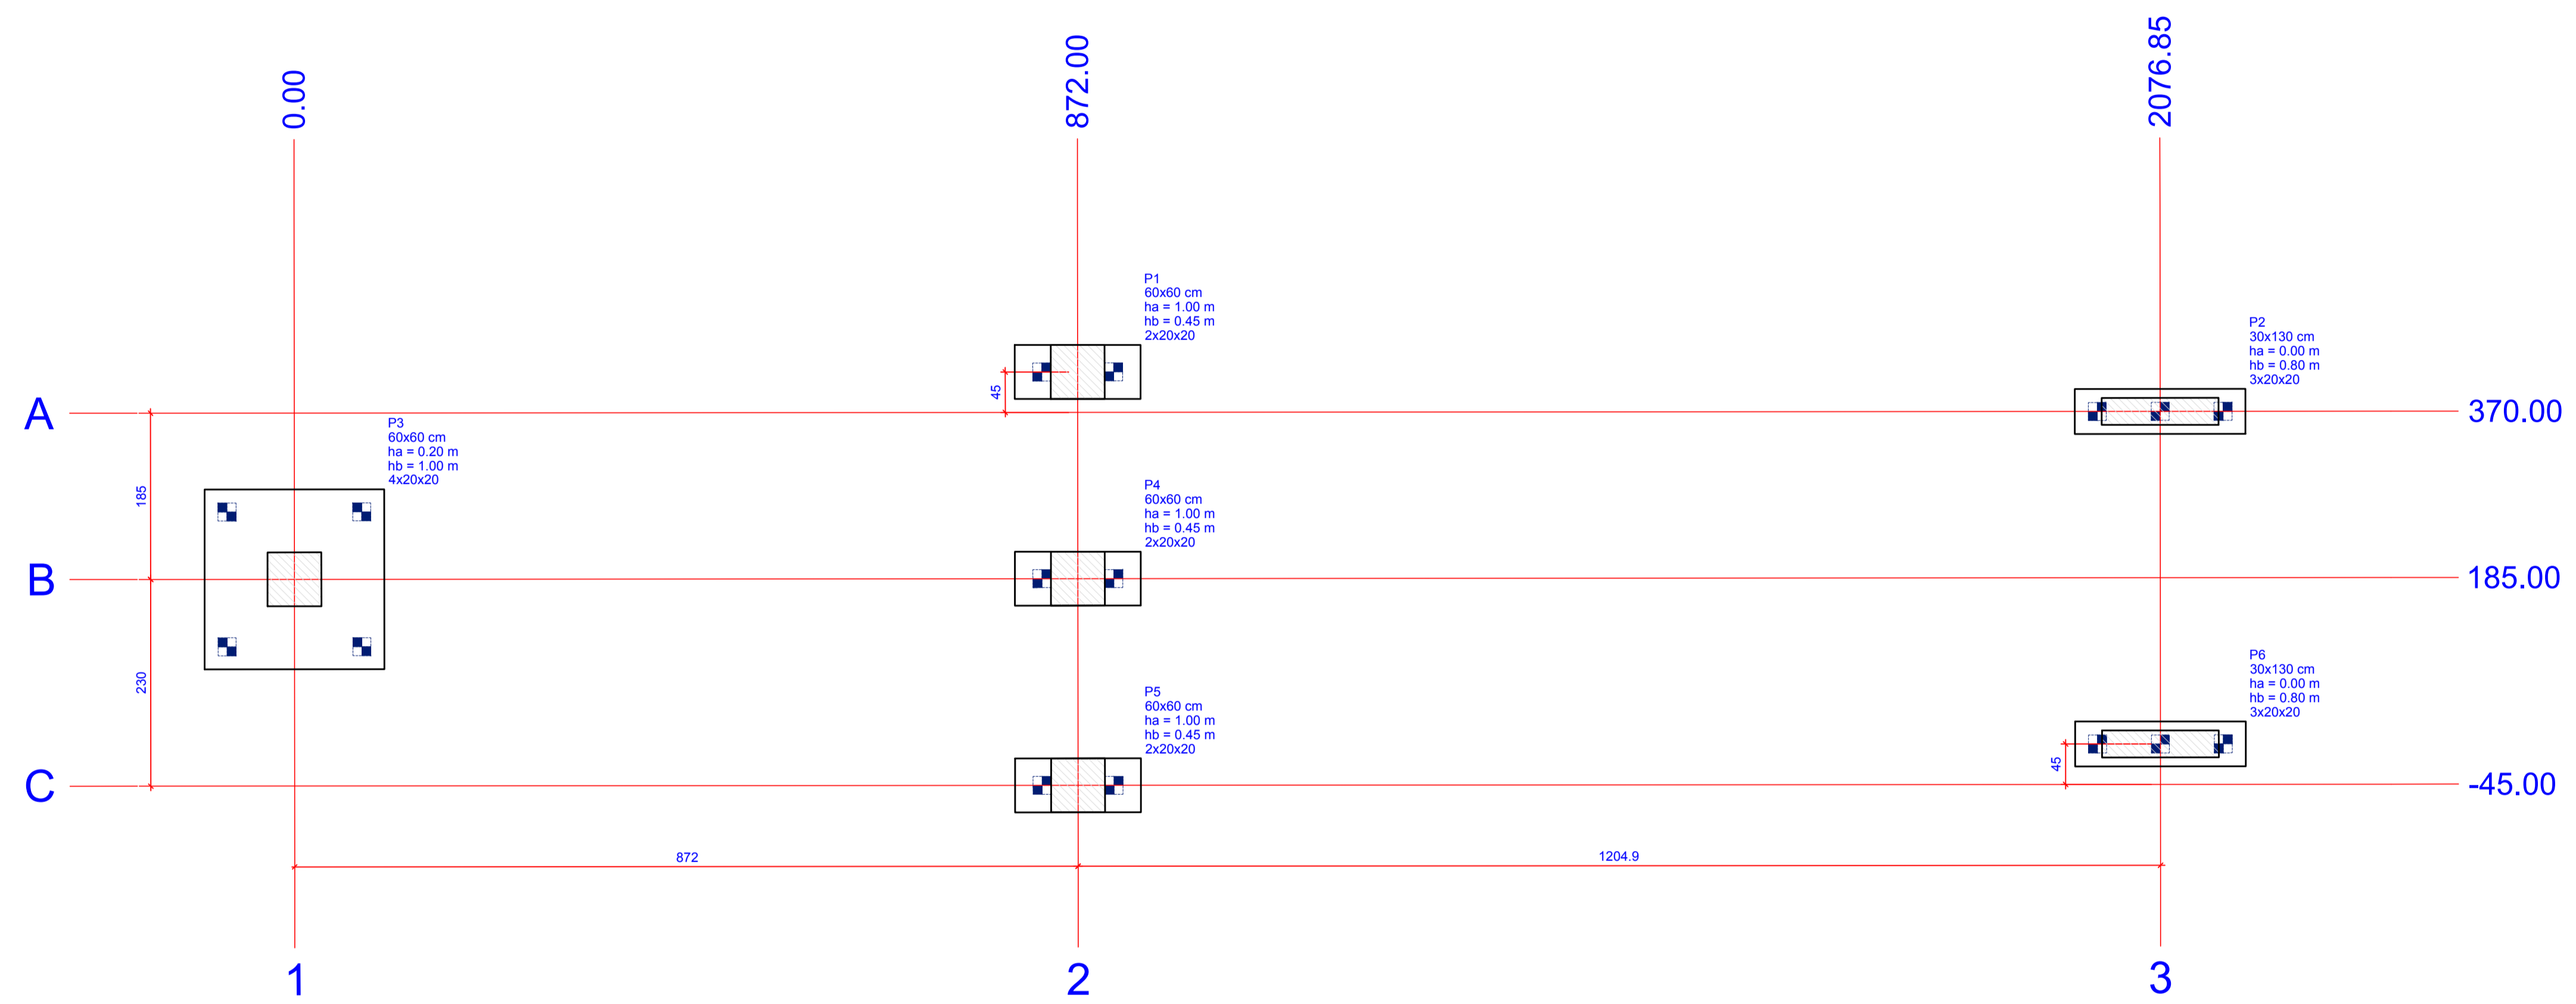 0.00
872.00
2076.85
P1
60x60 cm
ha = 1.00 m
hb = 0.45 m
2x20x20
P2
30x130 cm
ha = 0.00 m
hb = 0.80 m
3x20x20
45
A
370.00
P3
60x60 cm
ha = 0.20 m
hb = 1.00 m
4x20x20
185
P4
60x60 cm
ha = 1.00 m
hb = 0.45 m
2x20x20
B
185.00
230
P5
60x60 cm
ha = 1.00 m
hb = 0.45 m
2x20x20
P6
30x130 cm
ha = 0.00 m
hb = 0.80 m
3x20x20
45
C
-45.00
872
1204.9
1
2
3